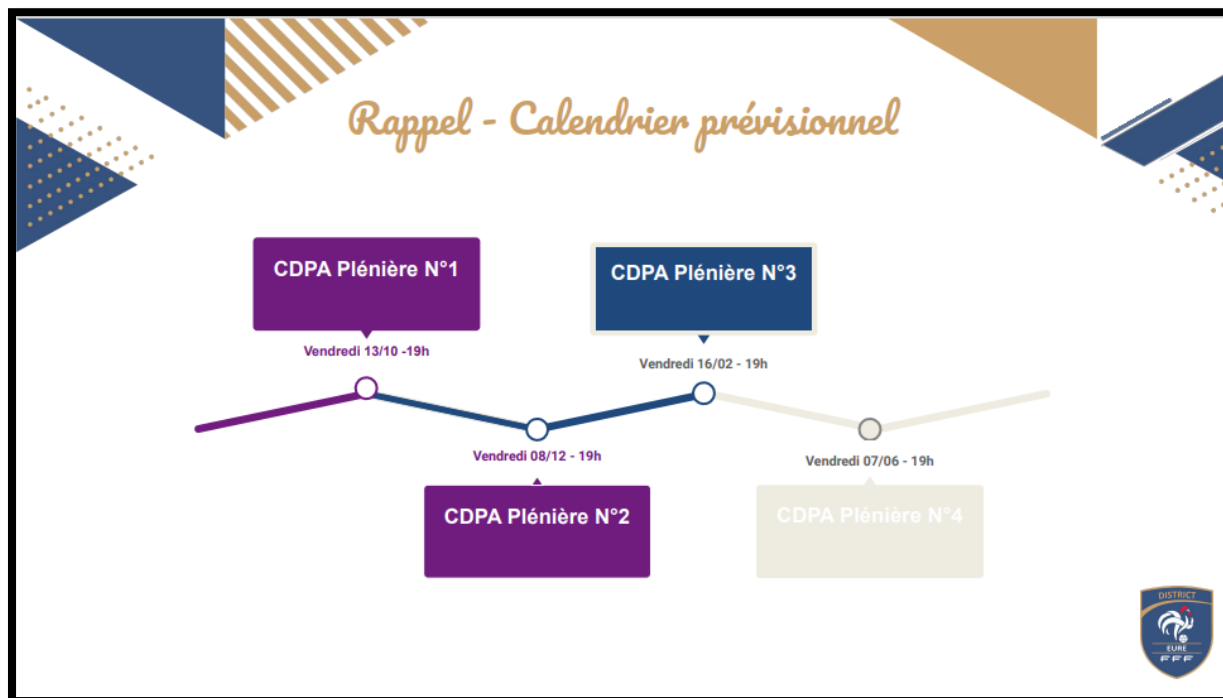 Rappel - Calendrier prévisionnel
CDPA Plénière N°1
Vendredi 13/10 -19h
CDPA Plénière N°3
Vendredi 16/02 - 19h
Vendredi 08/12 - 19h
CDPA Plénière N°2
Vendredi 07/06 - 19h
CDPA Plénière N°4
DISTRICT
EURE
FFF